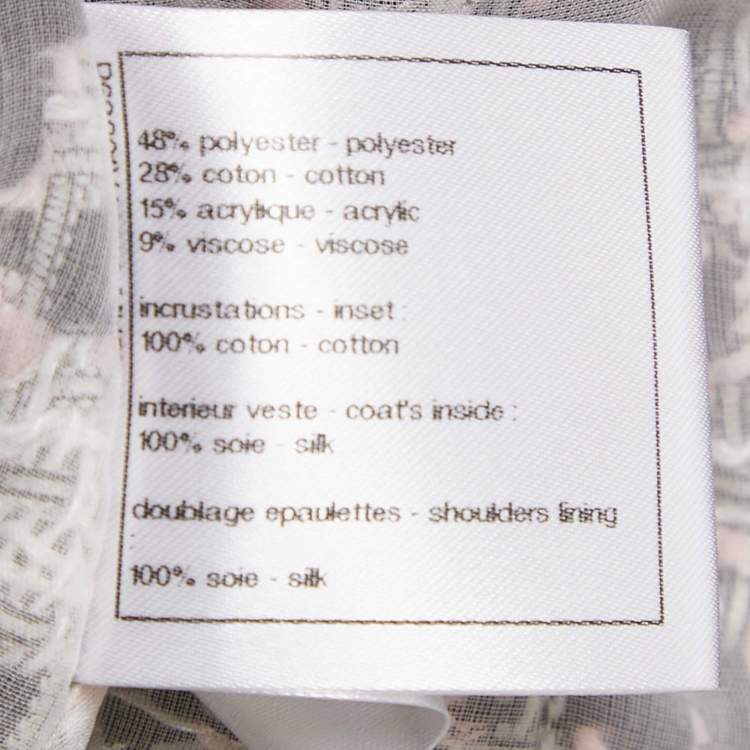 48% polyester - polyester
28% coton - cotton
15% acrylique - acrylic
9% viscose - viscose
incrustations - inset :
100% coton - cotton
interieur veste - coat's inside :
100% soie - silk
doublage epaulettes - shoulders lining
:
100% soie - silk